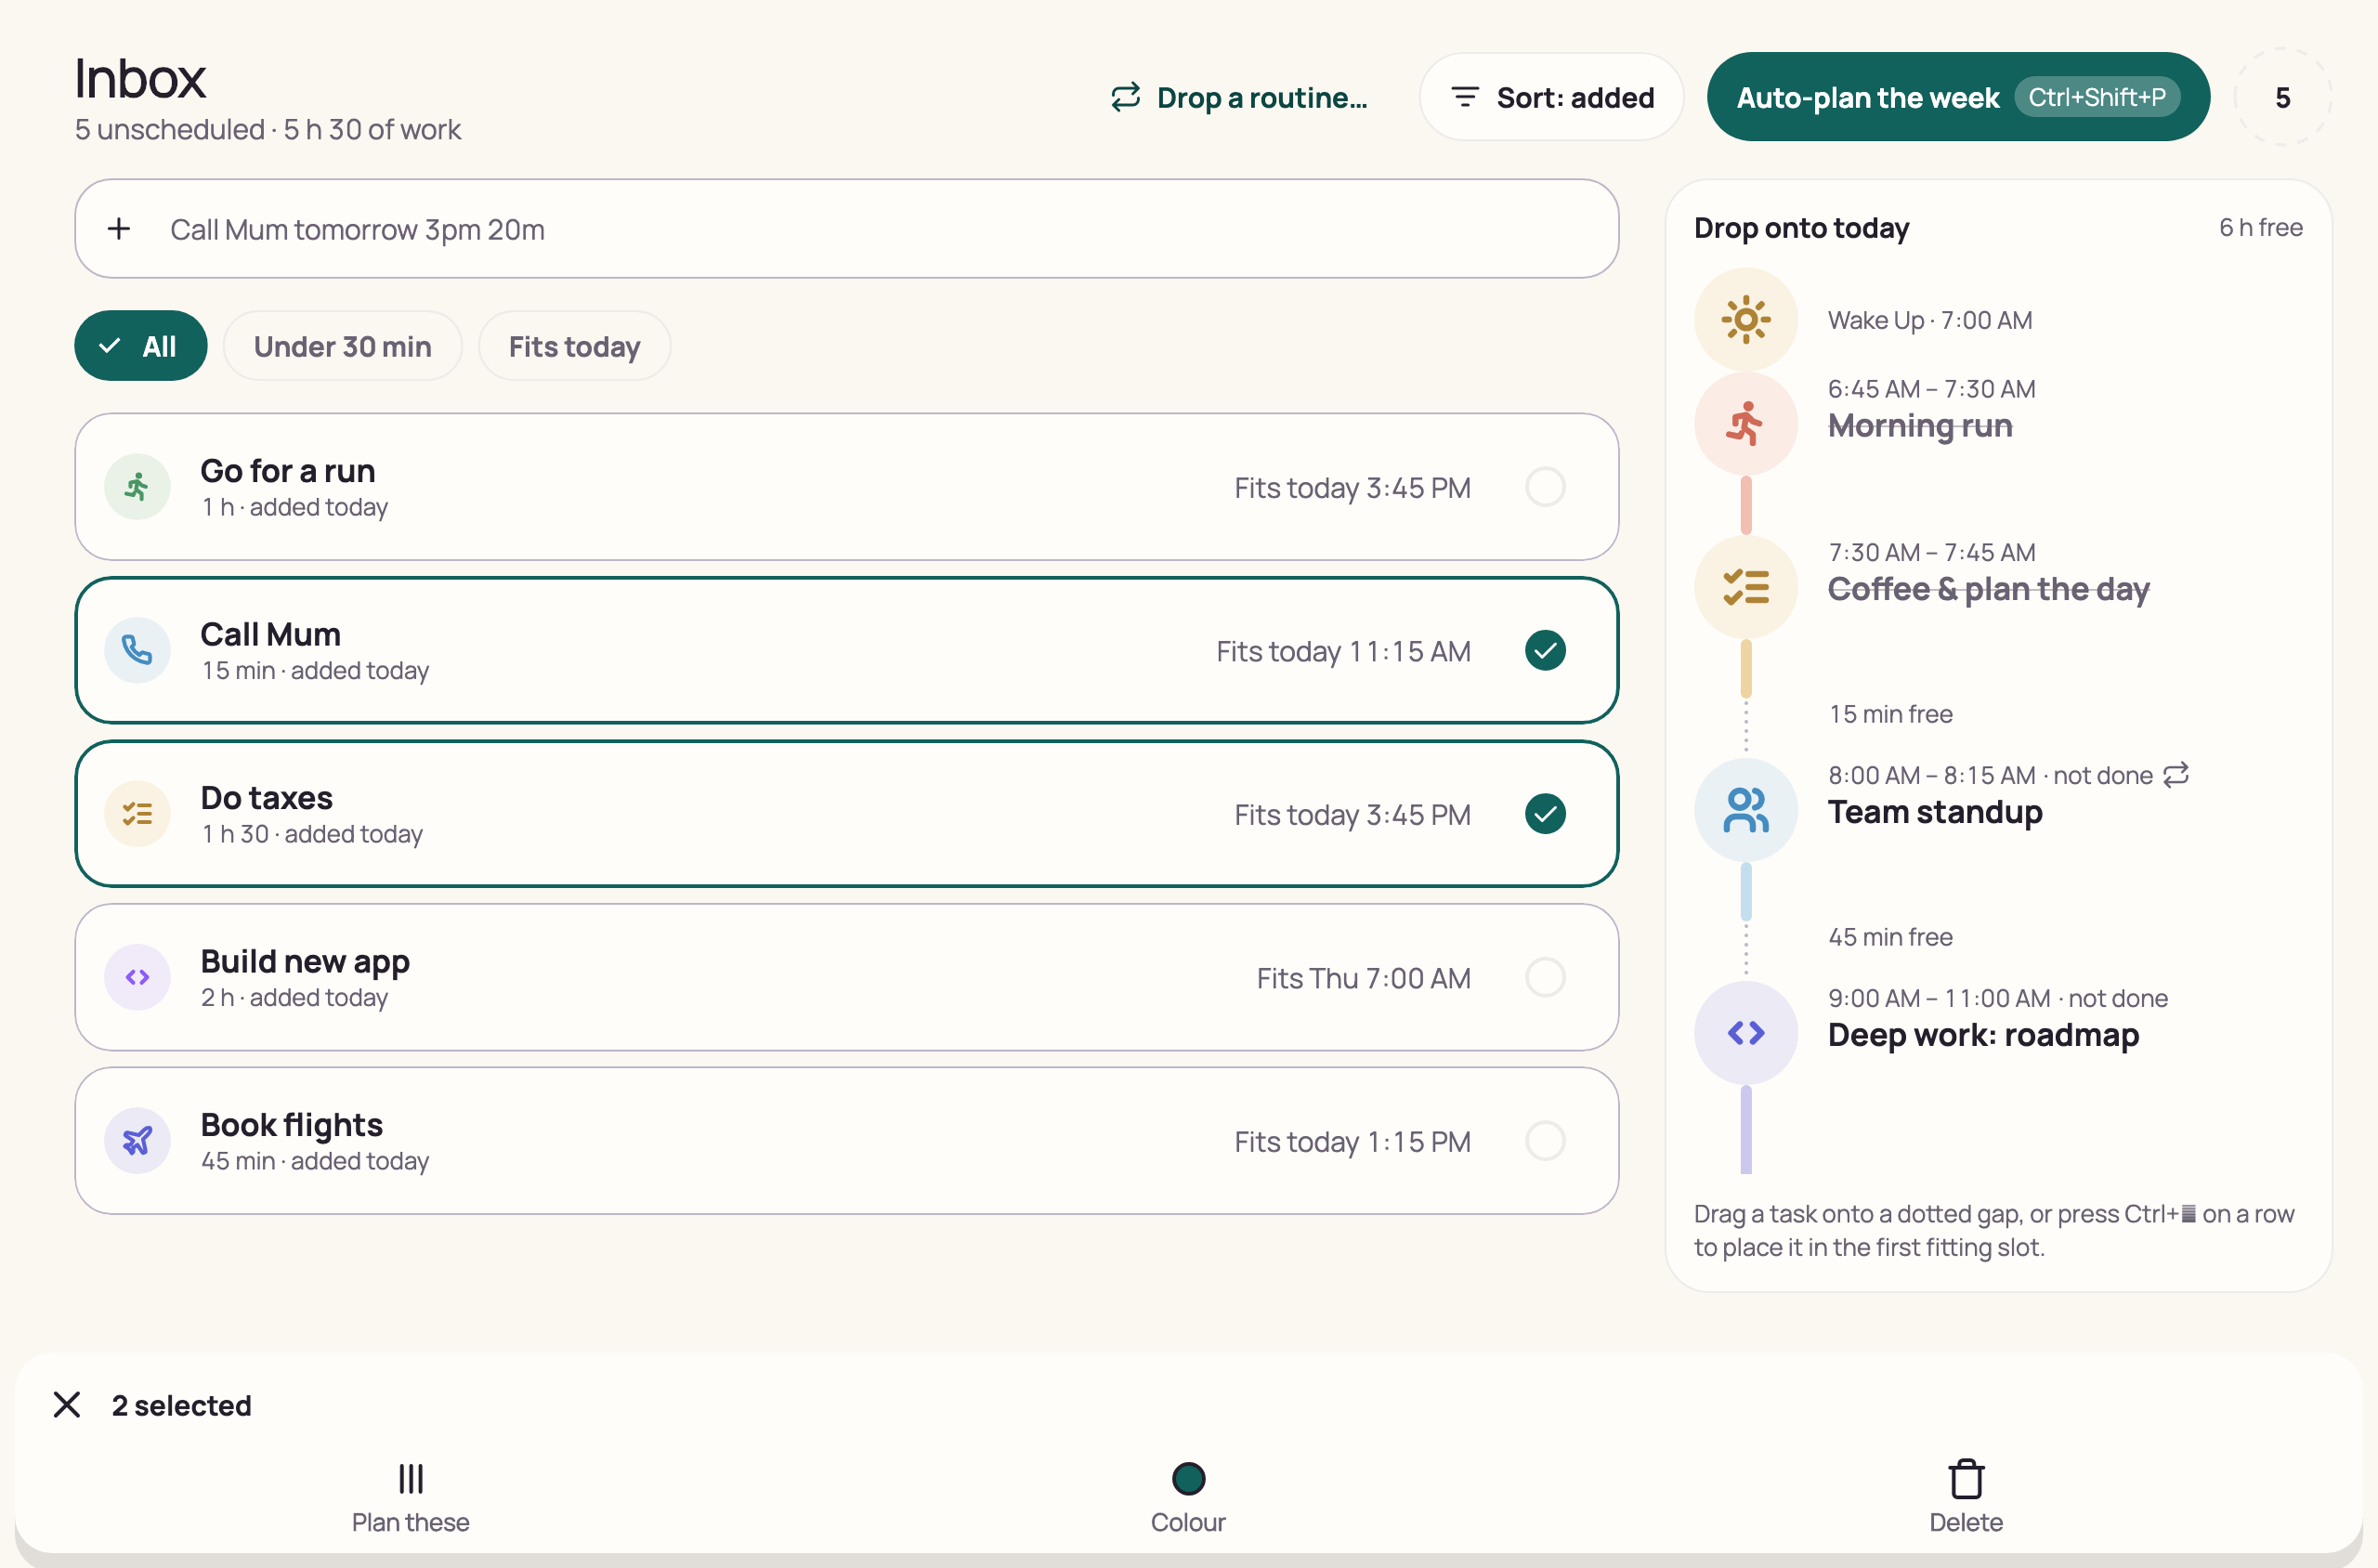 Inbox
5 unscheduled · 5 h 30 of work
Drop a routine...
Sort: added
Auto-plan the week Ctrl+Shift+P
5
Call Mum tomorrow 3pm 20m
All
Under 30 min
Fits today
Go for a run
1 h · added today
Fits today 3:45 PM
Call Mum
15 min · added today
Fits today 11:15 AM
Do taxes
1 h 30 · added today
Fits today 3:45 PM
Build new app
2 h · added today
Fits Thu 7:00 AM
Book flights
45 min · added today
Fits today 1:15 PM
Drop onto today
6 h free
Wake Up · 7:00 AM
6:45 AM – 7:30 AM
Morning run
7:30 AM – 7:45 AM
Coffee & plan the day
15 min free
8:00 AM – 8:15 AM · not done
Team standup
45 min free
9:00 AM – 11:00 AM · not done
Deep work: roadmap
Drag a task onto a dotted gap, or press Ctrl+ on a row
to place it in the first fitting slot.
2 selected
Plan these
Colour
Delete